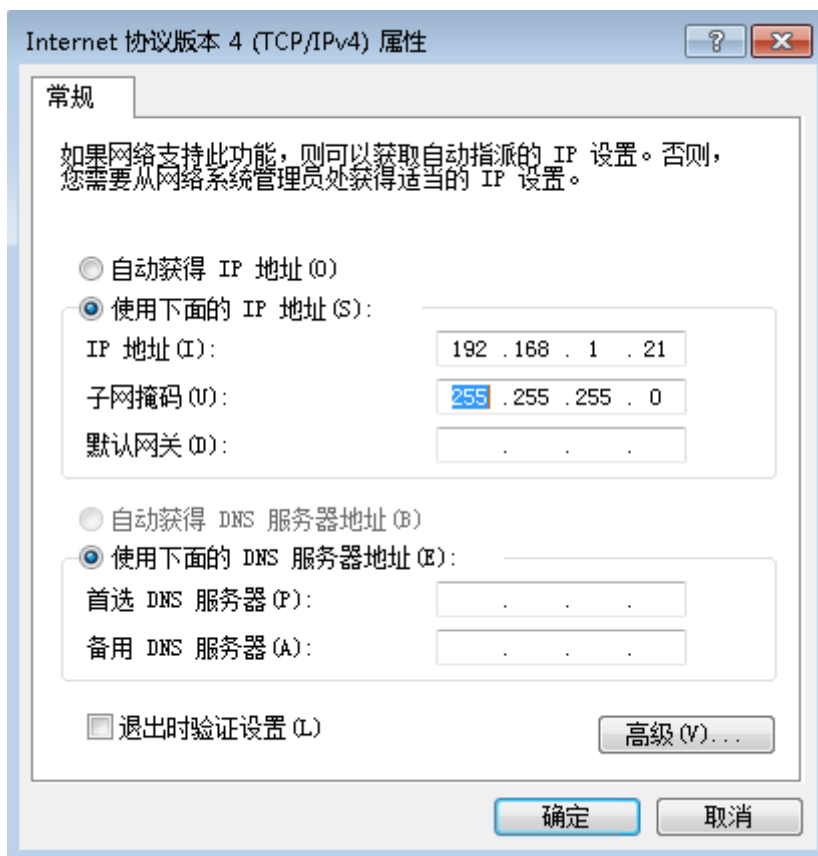 Internet 协议版本 4 (TCP/IPv4) 属性
常规
如果网络支持此功能，则可以获取自动指派的 IP 设置。否则，
您需要从网络系统管理员处获得适当的 IP 设置。
自动获得 IP 地址(O)
使用下面的 IP 地址(S):
IP 地址(I): 192 .168 . 1 . 21
子网掩码(U): 255 .255 .255 . 0
默认网关(D): . . .
自动获得 DNS 服务器地址(B)
使用下面的 DNS 服务器地址(E):
首选 DNS 服务器(P): . . .
备用 DNS 服务器(A): . . .
退出时验证设置(L)
高级(V)...
确定 取消